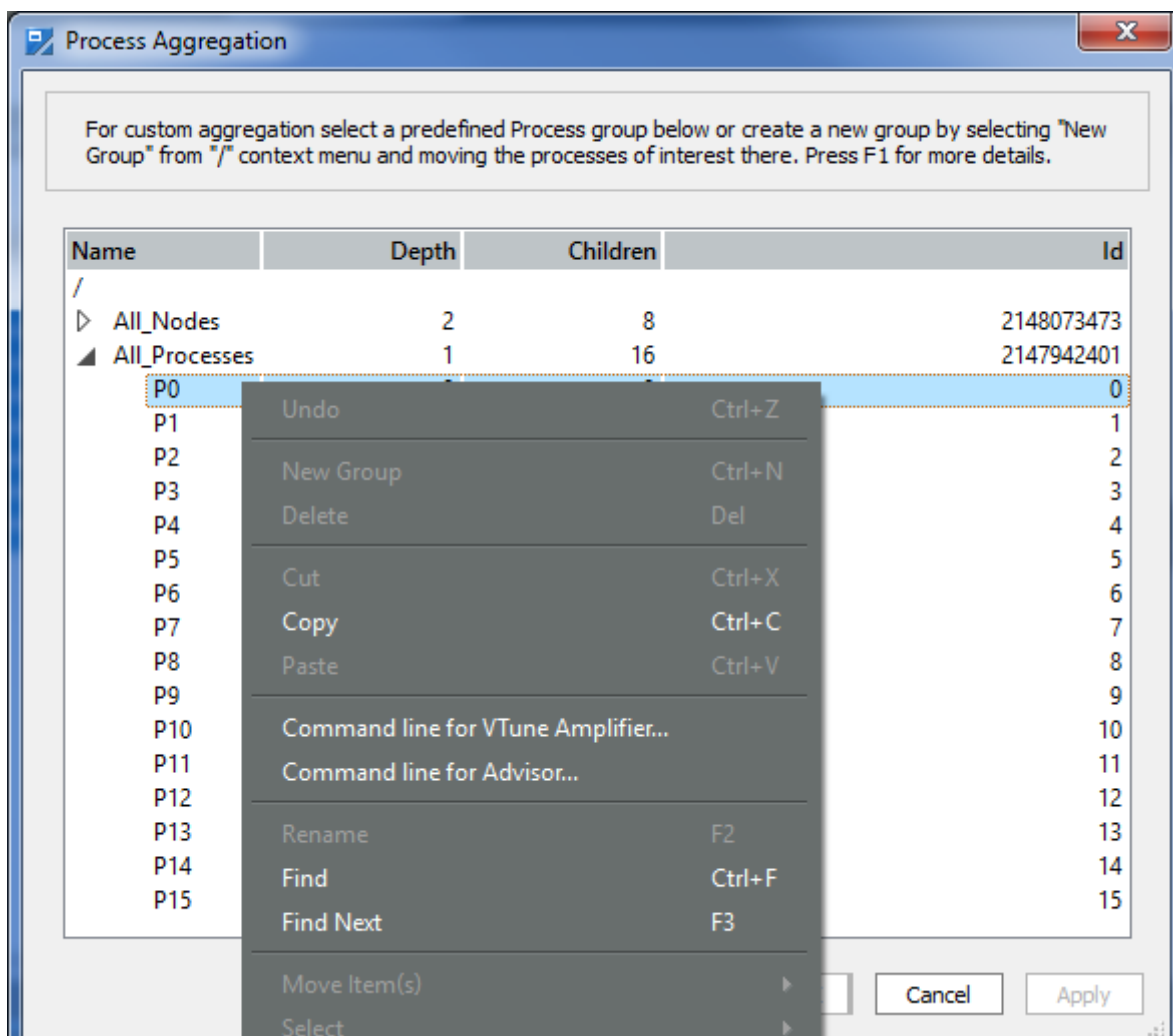 Process Aggregation
For custom aggregation select a predefined Process group below or create a new group by selecting "New
Group" from "/" context menu and moving the processes of interest there. Press F1 for more details.
Name Depth Children Id
/
All_Nodes 2 8 2148073473
All_Processes 1 16 2147942401
P0 0
P1 1
P2 2
P3 3
P4 4
P5 5
P6 6
P7 7
P8 8
P9 9
P10 10
P11 11
P12 12
P13 13
P14 14
P15 15
Undo Ctrl+Z
New Group Ctrl+N
Delete Del
Cut Ctrl+X
Copy Ctrl+C
Paste Ctrl+V
Command line for VTune Amplifier...
Command line for Advisor...
Rename F2
Find Ctrl+F
Find Next F3
Move Item(s)
Select
Cancel Apply